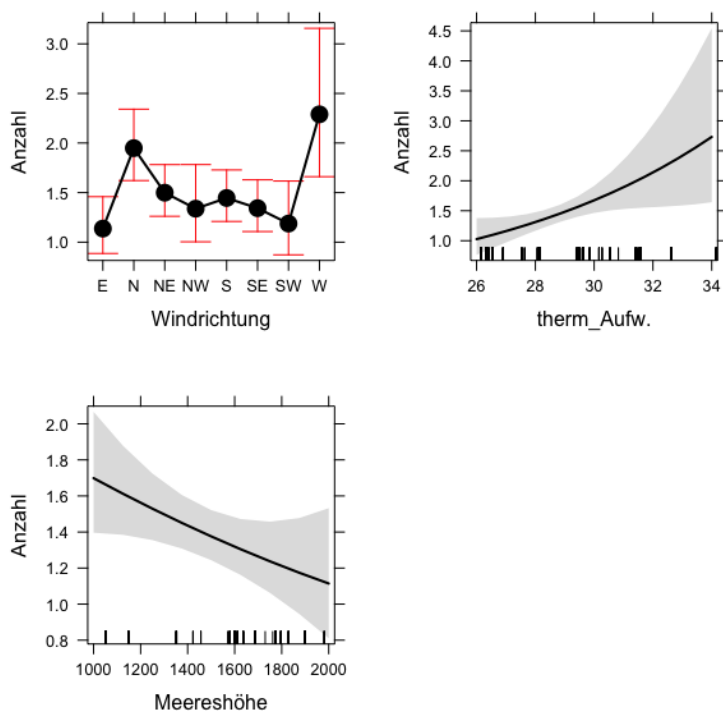 3.0
2.5
2.0
1.5
1.0
Anzahl
E N NE NW S SE SW W
Windrichtung
4.5
4.0
3.5
3.0
2.5
2.0
1.5
1.0
Anzahl
26 28 30 32 34
therm_Aufw.
2.0
1.8
1.6
1.4
1.2
1.0
0.8
Anzahl
1000 1200 1400 1600 1800 2000
Meereshöhe